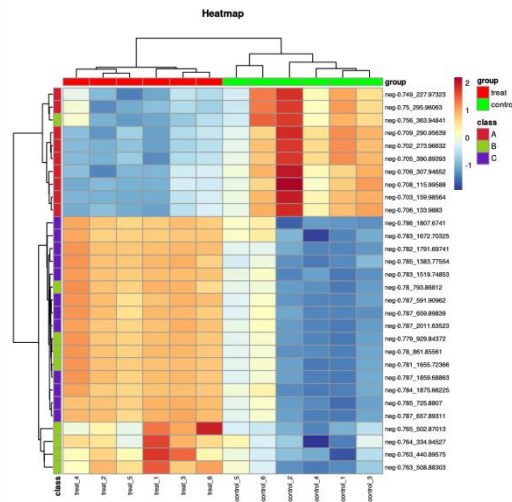 Heatmap
group
neg-0.749_227.97323
neg-0.75_295.96063
neg-0.756_363.94841
neg-0.709_290.95639
neg-0.702_273.96632
neg-0.705_390.89393
neg-0.709_307.94652
neg-0.708_115.99588
neg-0.703_159.98564
neg-0.706_133.9883
neg-0.786_1807.6741
neg-0.783_1672.70325
neg-0.782_1791.69741
neg-0.785_1383.77554
neg-0.783_1519.74853
neg-0.78_793.86812
neg-0.787_591.90962
neg-0.787_659.89839
neg-0.787_2011.63523
neg-0.779_929.84372
neg-0.78_861.85561
neg-0.781_1655.72366
neg-0.787_1859.68863
neg-0.784_1875.66225
neg-0.785_725.8807
neg-0.787_657.89311
neg-0.765_502.87013
neg-0.764_334.94527
neg-0.763_440.89575
neg-0.763_508.88303
class
treat_4
treat_2
treat_5
treat_1
treat_3
treat_6
control_5
control_6
control_2
control_4
control_1
control_3
2
1
0
-1
group
treat
control
class
A
B
C